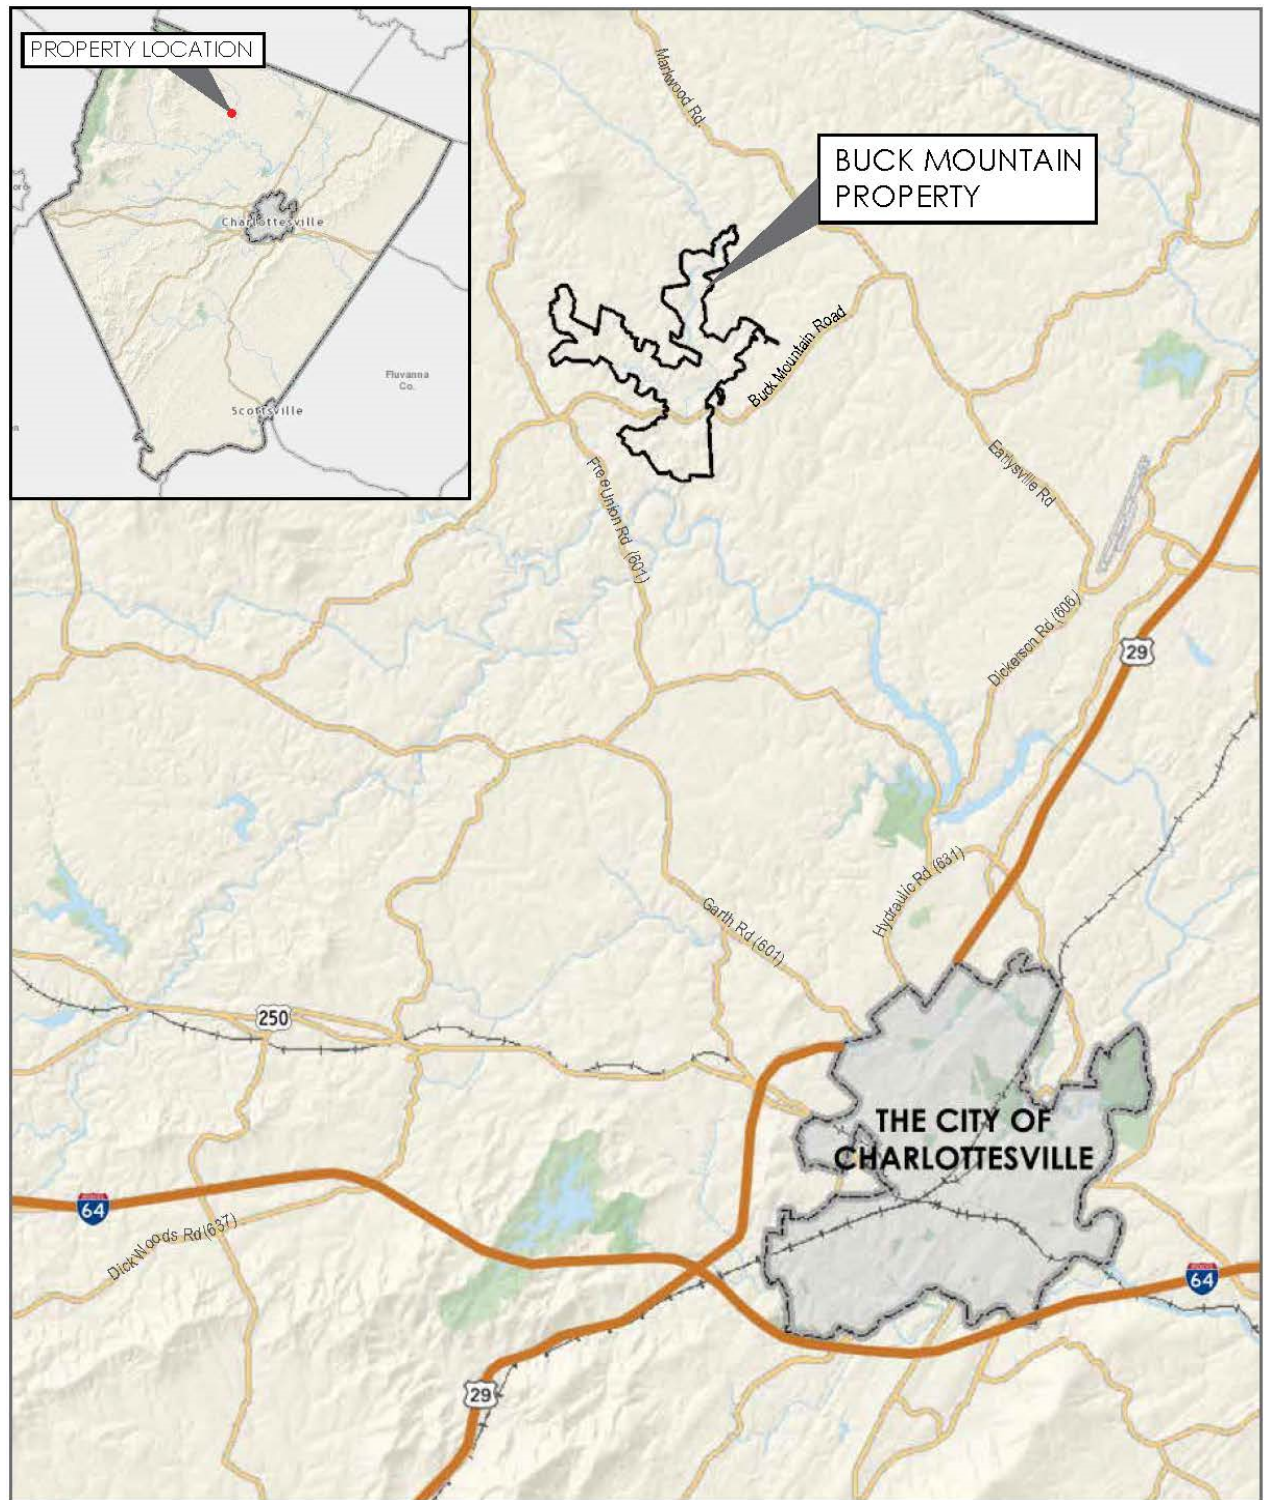 PROPERTY LOCATION
Charlottesville
Fluvanna
Co.
Scottsville
Markwood Rd.
BUCK MOUNTAIN
PROPERTY
Buck Mountain Road
Free Union Rd (601)
Earlysville Rd
Dickerson Rd (606)
29
Hydraulic Rd (631)
Garth Rd (601)
250
THE CITY OF
CHARLOTTESVILLE
64
Dick Woods Rd (637)
64
29